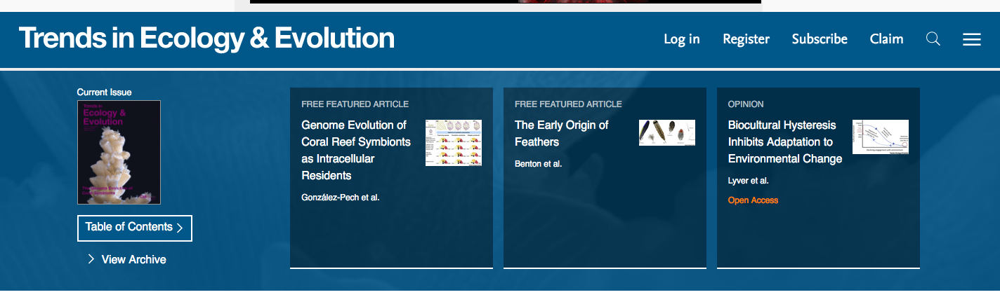 Trends in Ecology & Evolution
Log in
Register
Subscribe
Claim
Current Issue
Trends in
Ecology &
Evolution
Table of Contents
View Archive
FREE FEATURED ARTICLE
Genome Evolution of
Coral Reef Symbionts
as Intracellular
Residents
González-Pech et al.
FREE FEATURED ARTICLE
The Early Origin of
Feathers
Benton et al.
OPINION
Biocultural Hysteresis
Inhibits Adaptation to
Environmental Change
Lyver et al.
Open Access